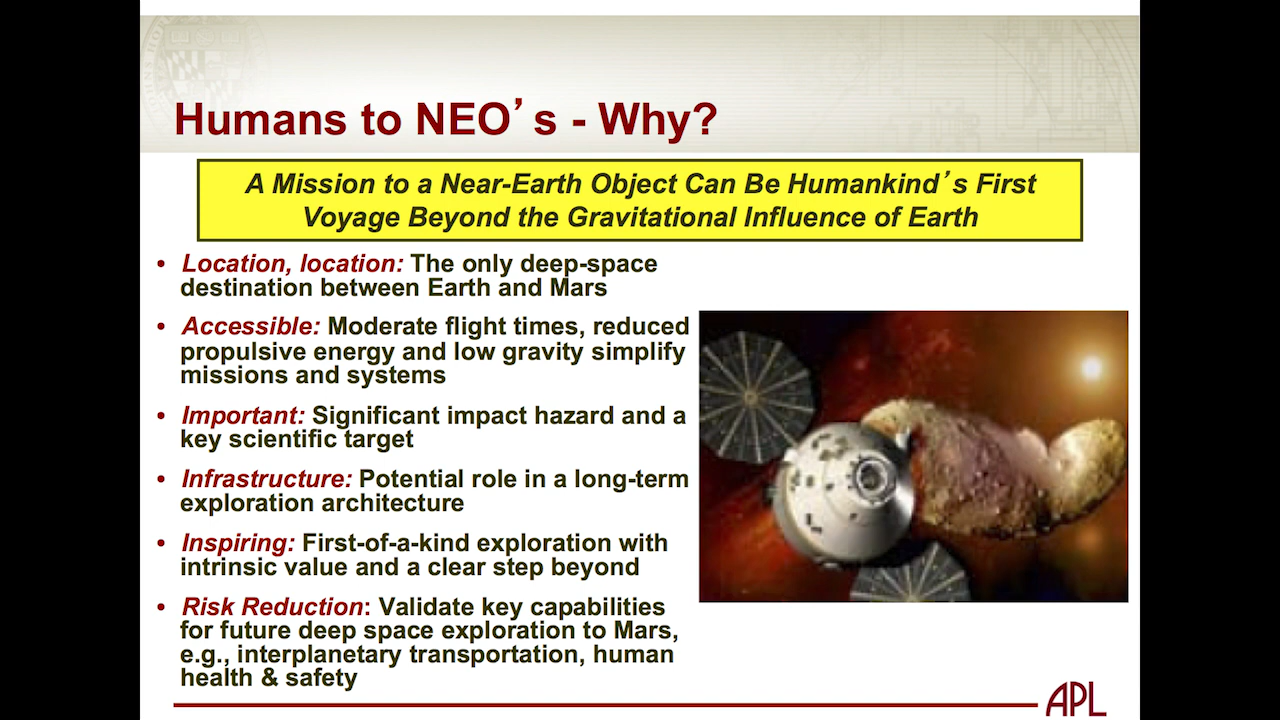 Humans to NEO’s - Why?
A Mission to a Near-Earth Object Can Be Humankind’s First
Voyage Beyond the Gravitational Influence of Earth
• Location, location: The only deep-space
destination between Earth and Mars
• Accessible: Moderate flight times, reduced
propulsive energy and low gravity simplify
missions and systems
• Important: Significant impact hazard and a
key scientific target
• Infrastructure: Potential role in a long-term
exploration architecture
• Inspiring: First-of-a-kind exploration with
intrinsic value and a clear step beyond
• Risk Reduction: Validate key capabilities
for future deep space exploration to Mars,
e.g., interplanetary transportation, human
health & safety
APL